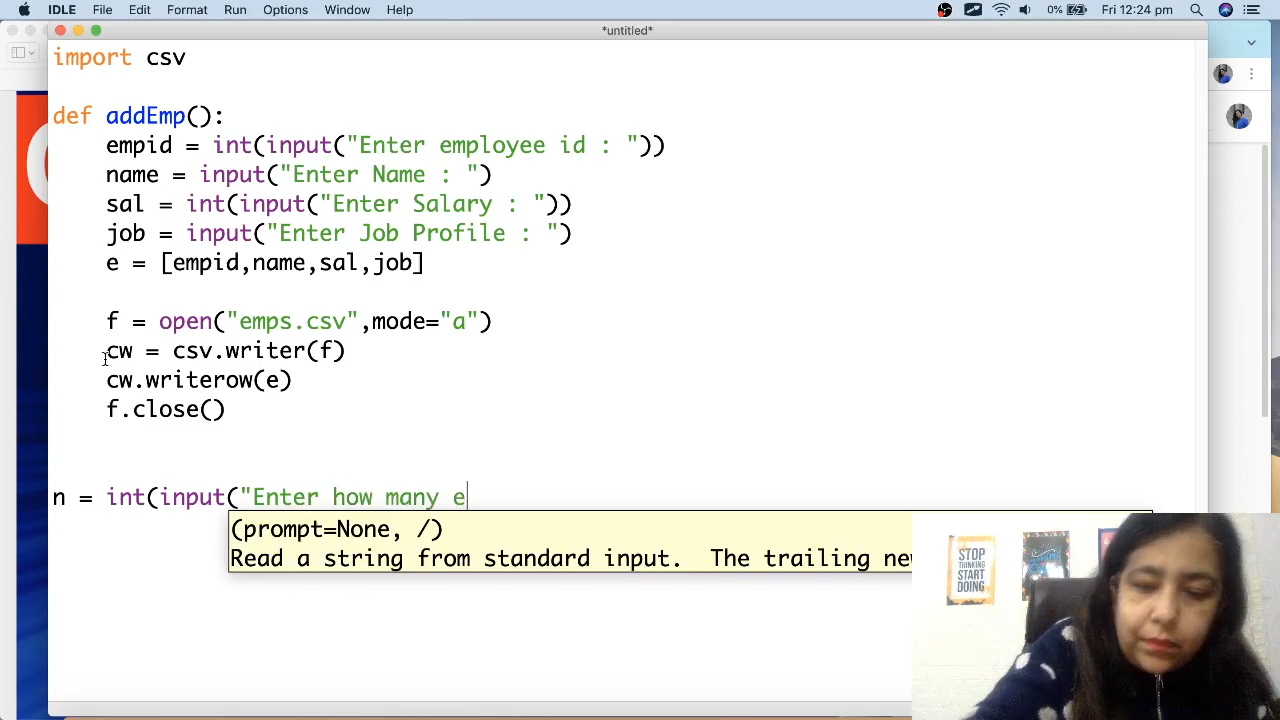 IDLE File Edit Format Run Options Window Help 0% Fri 12:24 pm
*untitled*
import csv
def addEmp():
empid = int(input("Enter employee id : "))
name = input("Enter Name : ")
sal = int(input("Enter Salary : "))
job = input("Enter Job Profile : ")
e = [empid,name,sal,job]
f = open("emps.csv",mode="a")
cw = csv.writer(f)
cw.writerow(e)
f.close()
n = int(input("Enter how many e
(prompt=None, /)
Read a string from standard input. The trailing ne
STOP
THINKING
START
DOING